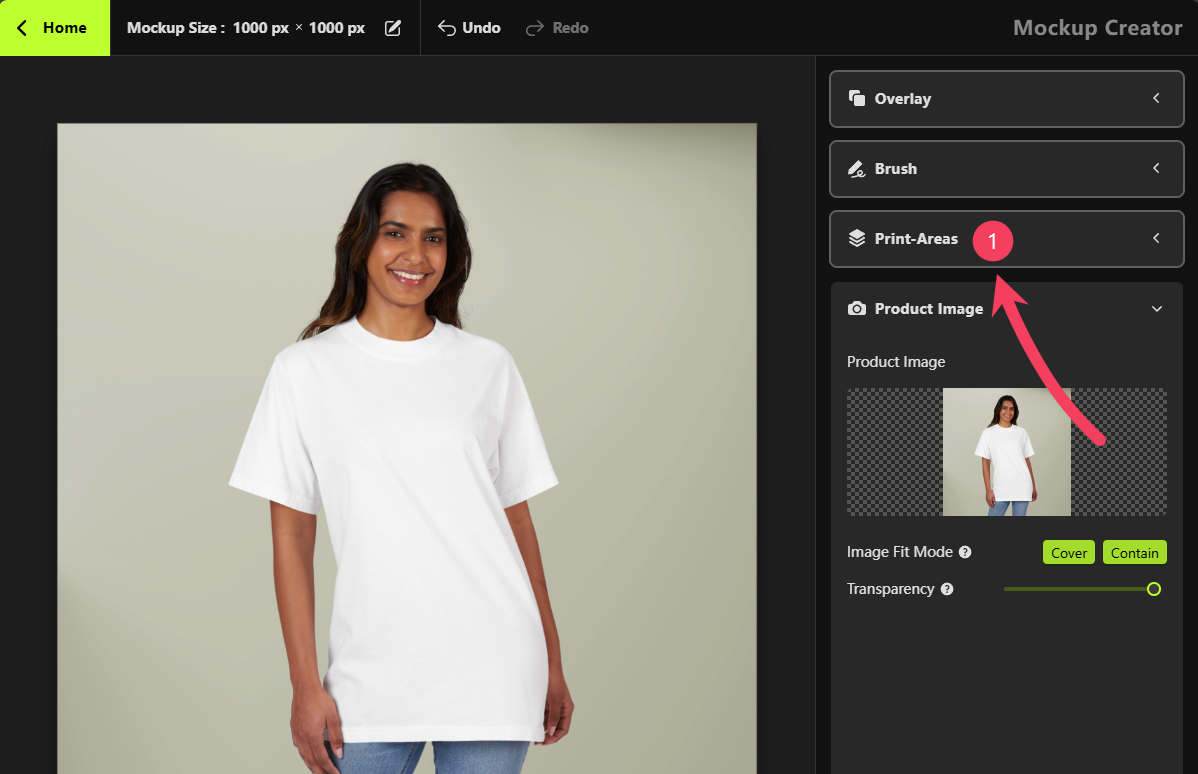 Home
Mockup Size : 1000 px × 1000 px
Undo
Redo
Mockup Creator
Overlay
Brush
Print-Areas
1
Product Image
Product Image
Image Fit Mode ?
Cover
Contain
Transparency ?